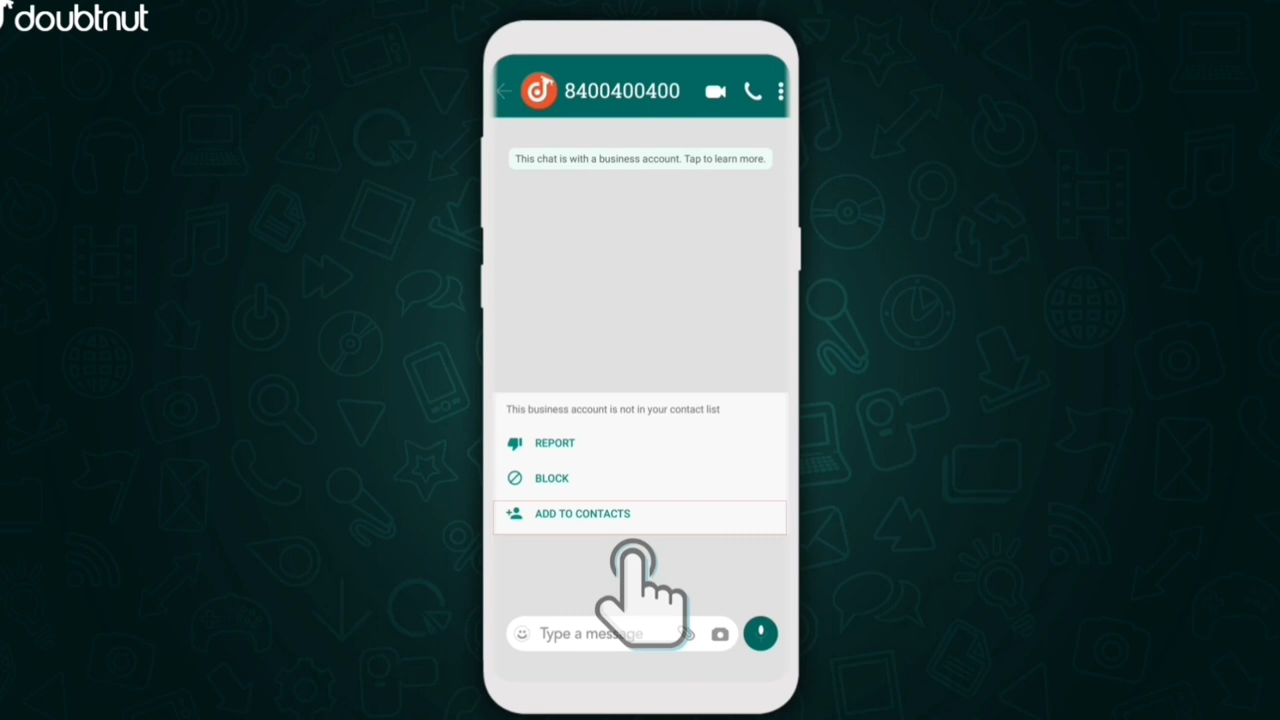 doubtnut
8400400400
This chat is with a business account. Tap to learn more.
This business account is not in your contact list
REPORT
BLOCK
ADD TO CONTACTS
Type a message